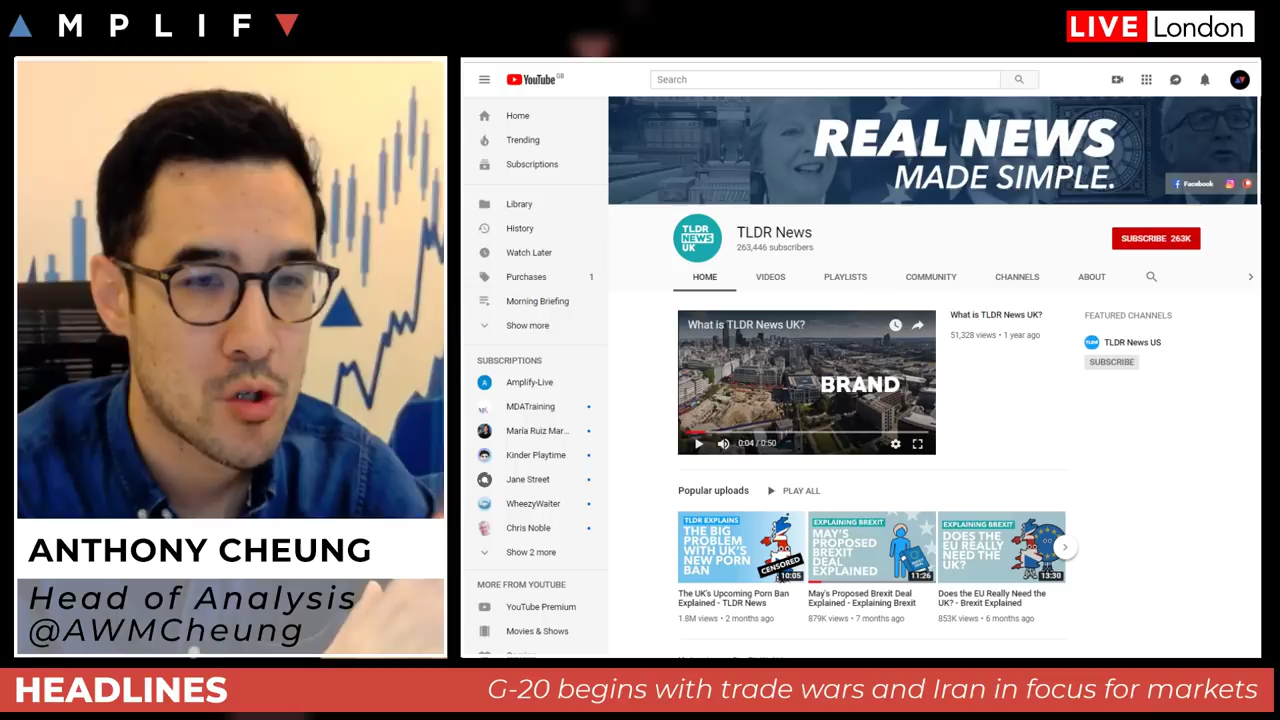 AMPLIFY
LIVE London
YouTube GB
Search
Home
Trending
Subscriptions
Library
History
Watch Later
Purchases 1
Morning Briefing
Show more
SUBSCRIPTIONS
Amplify-Live
MDATraining
María Ruiz Mar...
Kinder Playtime
Jane Street
WheezyWaiter
Chris Noble
Show 2 more
MORE FROM YOUTUBE
YouTube Premium
Movies & Shows
REAL NEWS
MADE SIMPLE.
Facebook
TLDR
NEWS
UK
TLDR News
263,446 subscribers
SUBSCRIBE 263K
HOME VIDEOS PLAYLISTS COMMUNITY CHANNELS ABOUT
What is TLDR News UK?
BRAND
0:04 / 0:50
What is TLDR News UK?
51,328 views • 1 year ago
FEATURED CHANNELS
TLDR News US
SUBSCRIBE
Popular uploads PLAY ALL
TLDR EXPLAINS
THE BIG
PROBLEM
WITH UK'S
NEW PORN
BAN
CENSORED
10:05
The UK's Upcoming Porn Ban
Explained - TLDR News
1.8M views • 2 months ago
EXPLAINING BREXIT
MAY'S
PROPOSED
BREXIT
DEAL
EXPLAINED
11:26
May's Proposed Brexit Deal
Explained - Explaining Brexit
879K views • 7 months ago
EXPLAINING BREXIT
DOES THE
EU REALLY
NEED THE
UK?
13:30
Does the EU Really Need the
UK? - Brexit Explained
853K views • 6 months ago
ANTHONY CHEUNG
Head of Analysis
@AWMCheung
HEADLINES
G-20 begins with trade wars and Iran in focus for markets